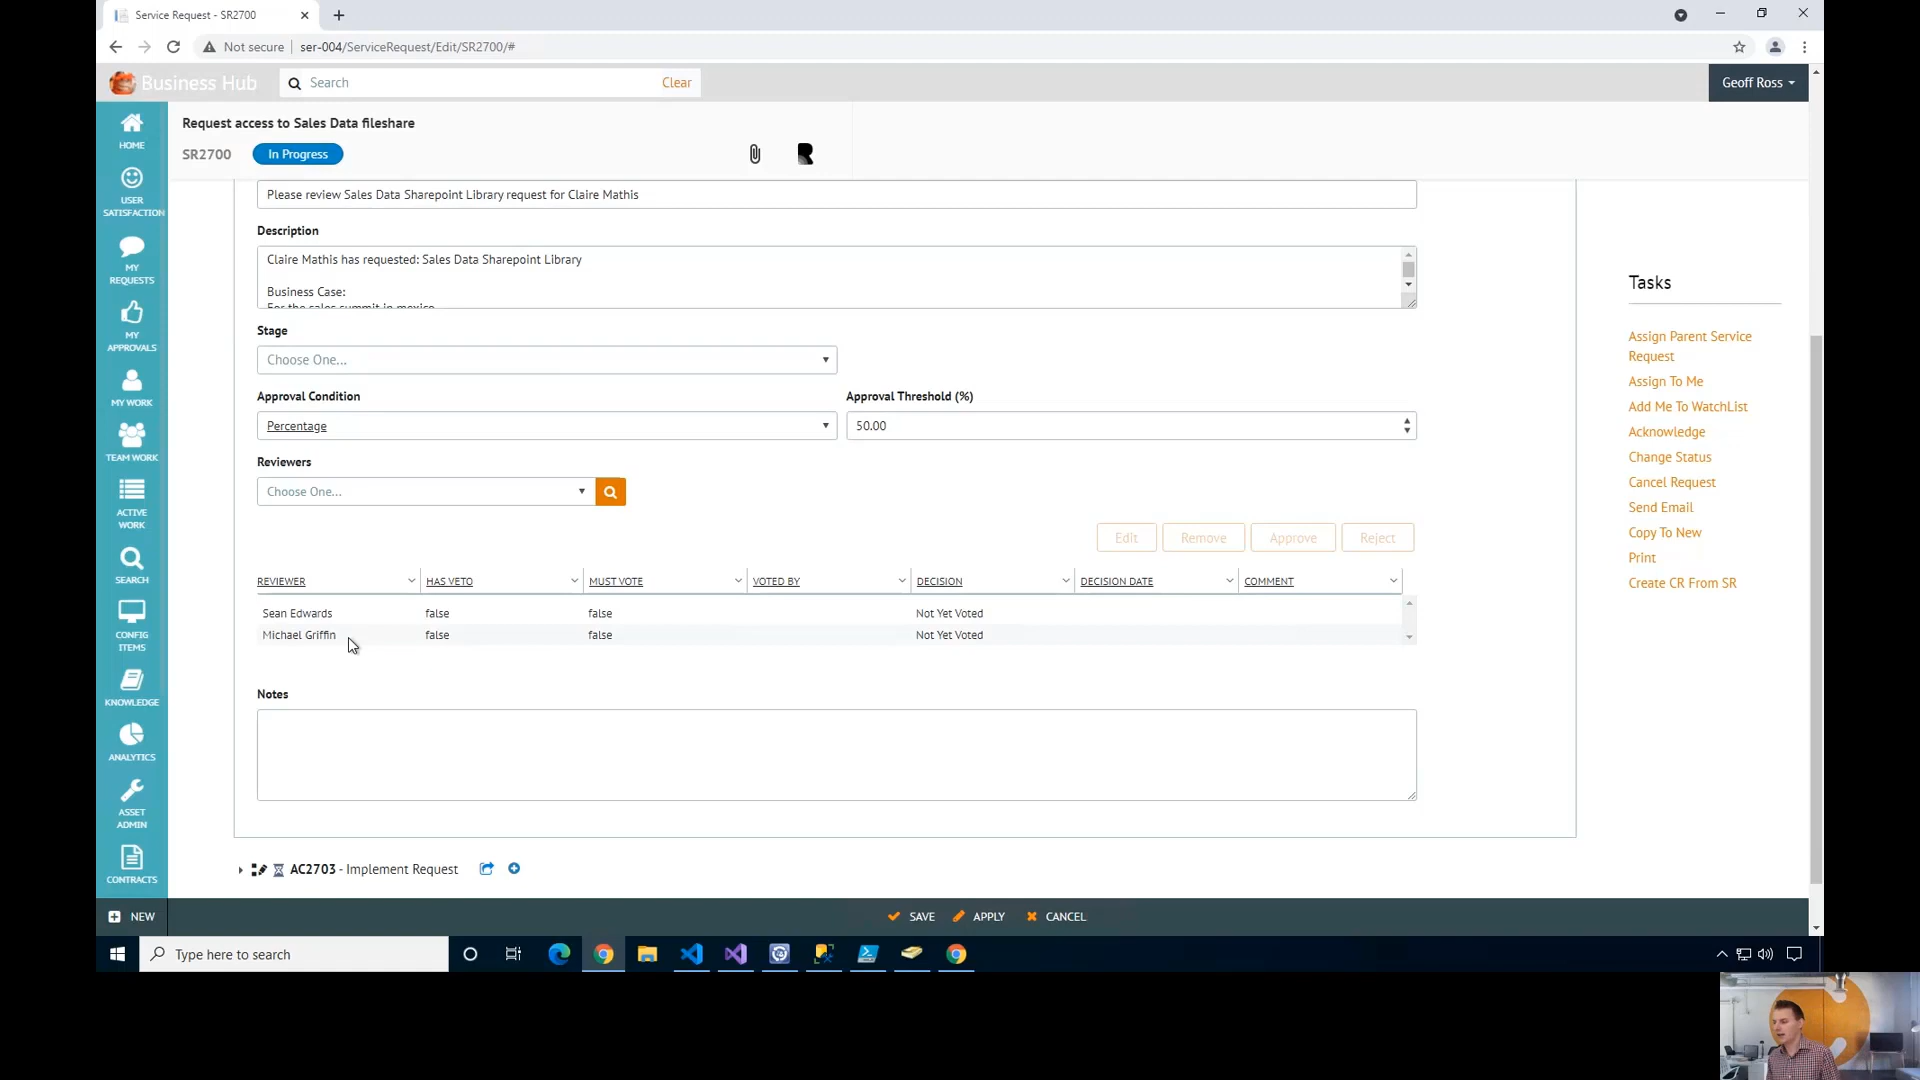 Service Request - SR2700
Not secure
ser-004/ServiceRequest/Edit/SR2700/#
Business Hub
Search
Clear
Geoff Ross
Request access to Sales Data fileshare
SR2700
In Progress
HOME
USER
SATISFACTION
MY
REQUESTS
MY
APPROVALS
MY WORK
TEAM WORK
ACTIVE
WORK
SEARCH
CONFIG
ITEMS
KNOWLEDGE
ANALYTICS
ASSET
ADMIN
CONTRACTS
NEW
Please review Sales Data Sharepoint Library request for Claire Mathis
Description
Claire Mathis has requested: Sales Data Sharepoint Library
Business Case:
For the sales summit in mexico
Stage
Choose One...
Approval Condition
Approval Threshold (%)
Percentage
50.00
Reviewers
Choose One...
Edit
Remove
Approve
Reject
REVIEWER HAS VETO MUST VOTE VOTED BY DECISION DECISION DATE COMMENT
Sean Edwards false false Not Yet Voted
Michael Griffin false false Not Yet Voted
Notes
AC2703 - Implement Request
Tasks
Assign Parent Service
Request
Assign To Me
Add Me To WatchList
Acknowledge
Change Status
Cancel Request
Send Email
Copy To New
Print
Create CR From SR
SAVE
APPLY
CANCEL
Type here to search